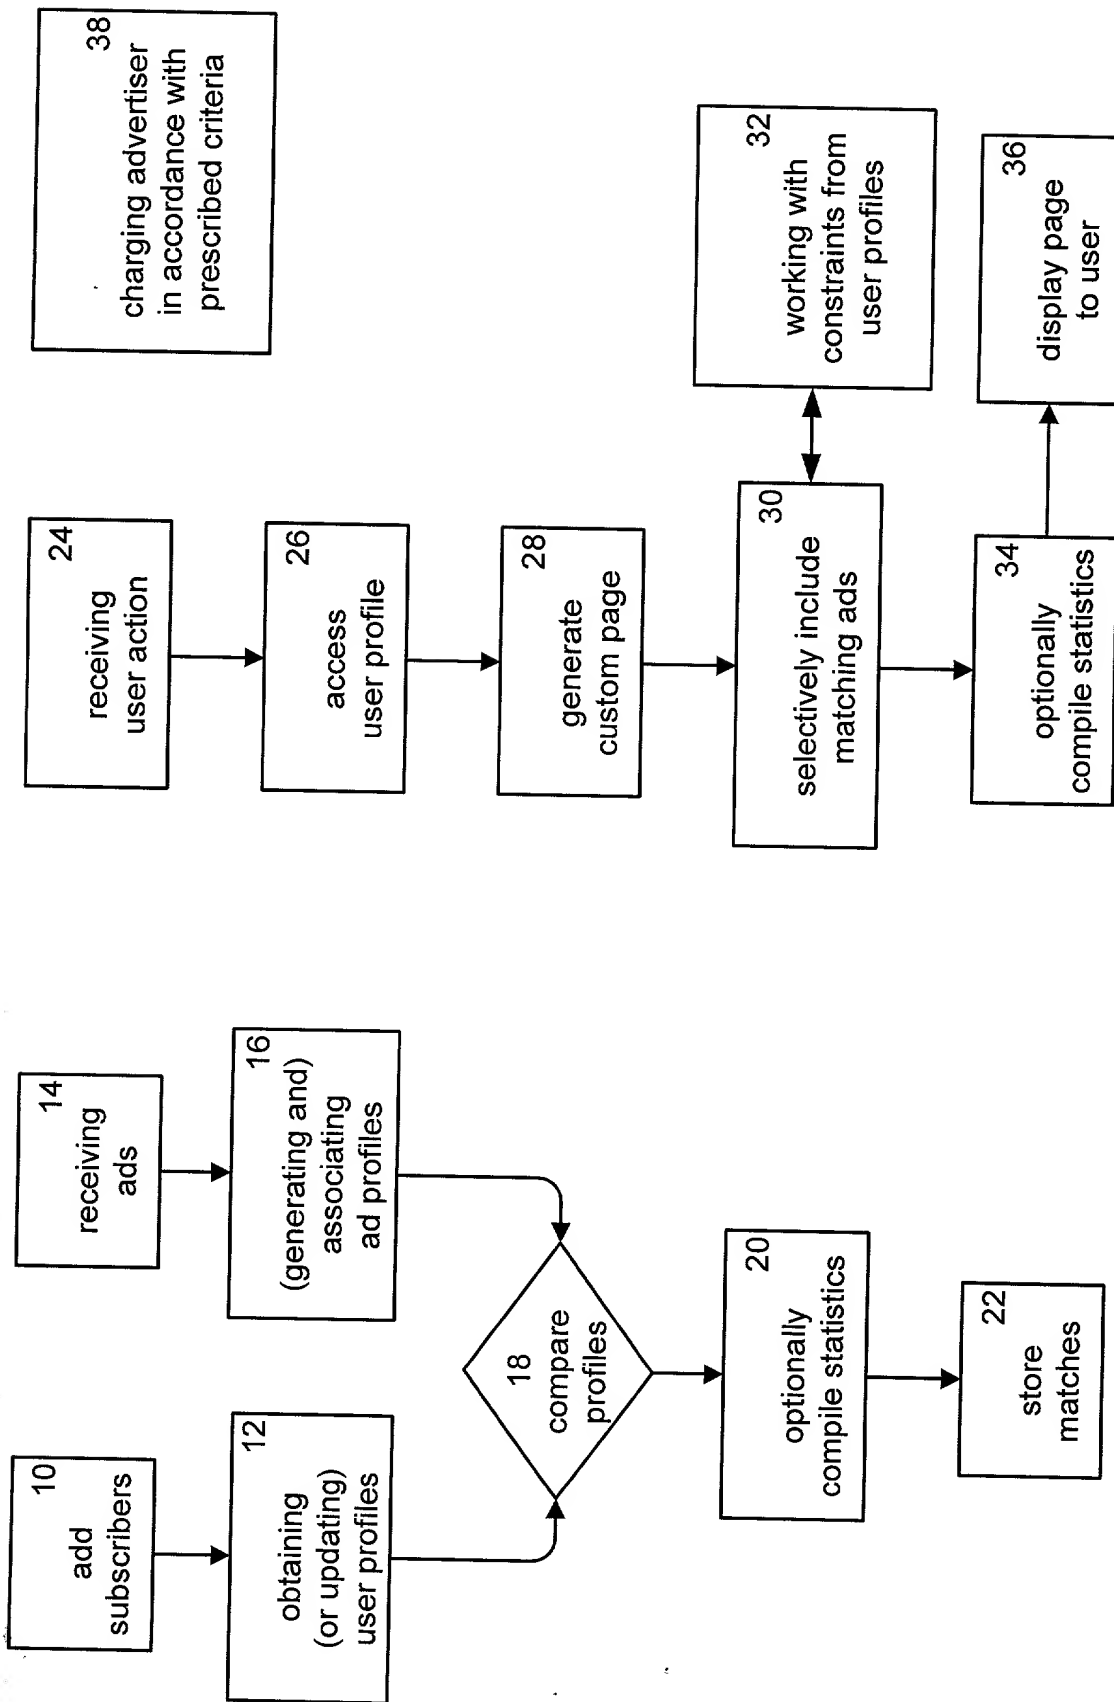 10
add
subscribers
12
obtaining
(or updating)
user profiles
14
receiving
ads
16
(generating and)
associating
ad profiles
18
compare
profiles
20
optionally
compile statistics
22
store
matches
24
receiving
user action
26
access
user profile
28
generate
custom page
30
selectively include
matching ads
32
working with
constraints from
user profiles
34
optionally
compile statistics
36
display page
to user
38
charging advertiser
in accordance with
prescribed criteria